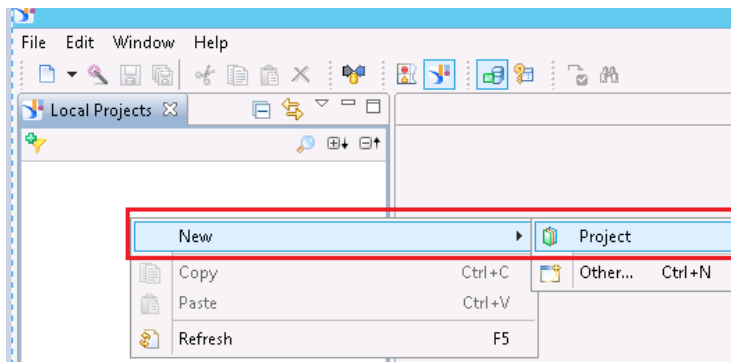 File Edit Window Help
Local Projects
New
Project
Copy Ctrl+C
Other... Ctrl+N
Paste Ctrl+V
Refresh F5